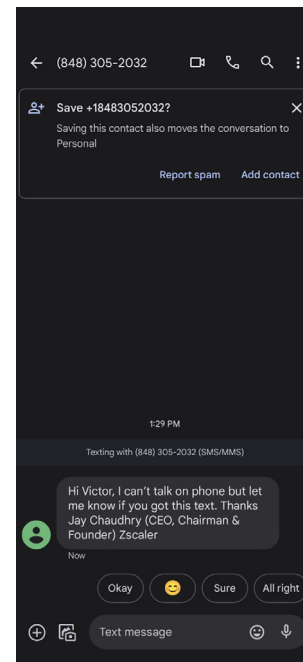 (848) 305-2032
Save +18483052032?
Saving this contact also moves the conversation to
Personal
Report spam Add contact
1:29 PM
Texting with (848) 305-2032 (SMS/MMS)
Hi Victor, I can't talk on phone but let
me know if you got this text. Thanks
Jay Chaudhry (CEO, Chairman &
Founder) Zscaler
Now
Okay 😊 Sure All right
Text message